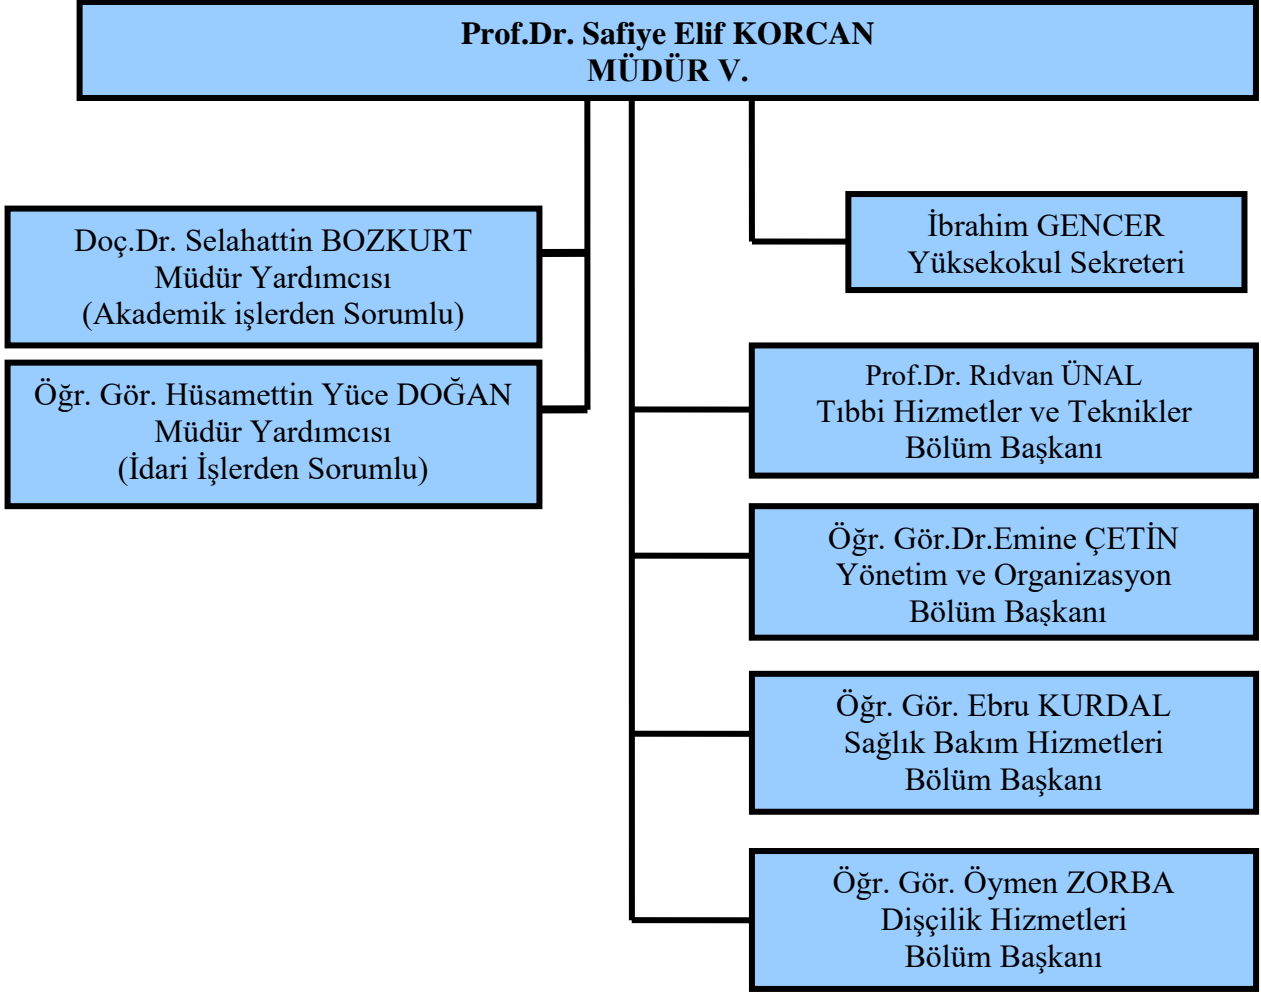 Prof.Dr. Safiye Elif KORCAN
MÜDÜR V.
Doç.Dr. Selahattin BOZKURT
Müdür Yardımcısı
(Akademik işlerden Sorumlu)
Öğr. Gör. Hüsamettin Yüce DOĞAN
Müdür Yardımcısı
(İdari İşlerden Sorumlu)
İbrahim GENCER
Yüksekokul Sekreteri
Prof.Dr. Rıdvan ÜNAL
Tıbbi Hizmetler ve Teknikler
Bölüm Başkanı
Öğr. Gör.Dr.Emine ÇETİN
Yönetim ve Organizasyon
Bölüm Başkanı
Öğr. Gör. Ebru KURDAL
Sağlık Bakım Hizmetleri
Bölüm Başkanı
Öğr. Gör. Öymen ZORBA
Dişçilik Hizmetleri
Bölüm Başkanı